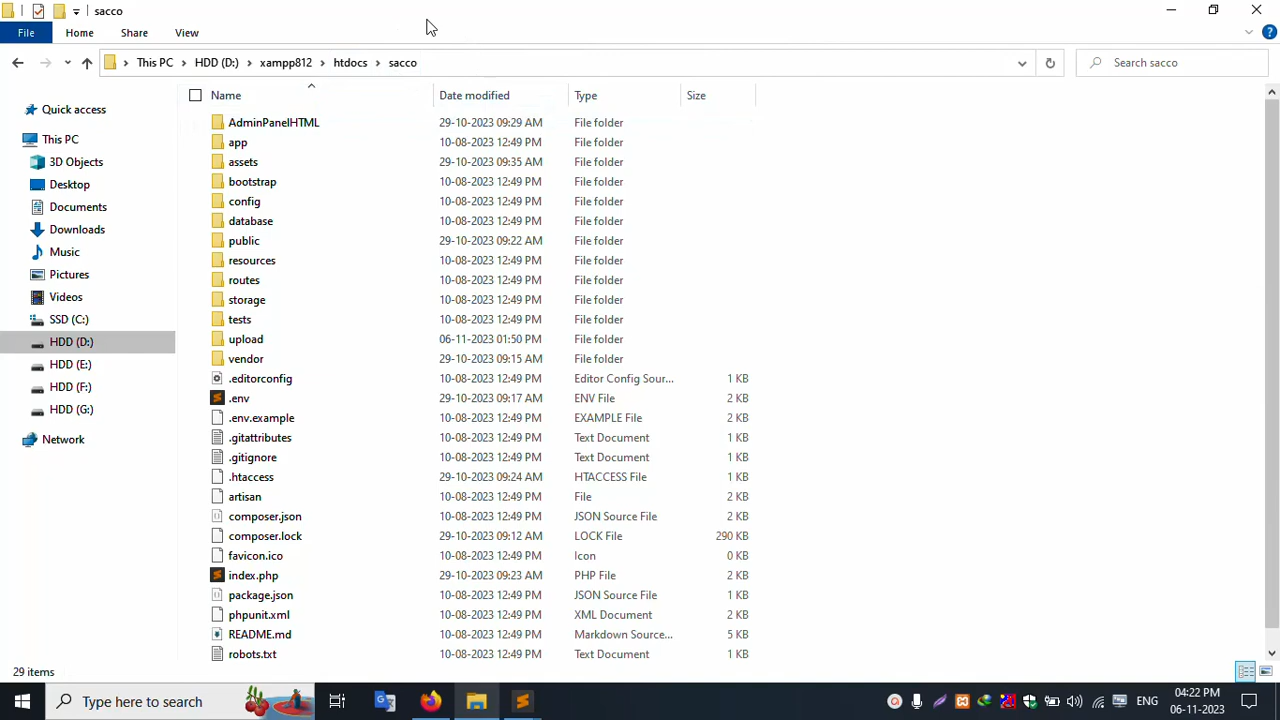 sacco
File Home Share View
This PC HDD (D:) xampp812 htdocs sacco Search sacco
Name Date modified Type Size
Quick access
This PC
3D Objects
Desktop
Documents
Downloads
Music
Pictures
Videos
SSD (C:)
HDD (D:)
HDD (E:)
HDD (F:)
HDD (G:)
Network
AdminPanelHTML 29-10-2023 09:29 AM File folder
app 10-08-2023 12:49 PM File folder
assets 29-10-2023 09:35 AM File folder
bootstrap 10-08-2023 12:49 PM File folder
config 10-08-2023 12:49 PM File folder
database 10-08-2023 12:49 PM File folder
public 29-10-2023 09:22 AM File folder
resources 10-08-2023 12:49 PM File folder
routes 10-08-2023 12:49 PM File folder
storage 10-08-2023 12:49 PM File folder
tests 10-08-2023 12:49 PM File folder
upload 06-11-2023 01:50 PM File folder
vendor 29-10-2023 09:15 AM File folder
.editorconfig 10-08-2023 12:49 PM Editor Config Sour... 1 KB
.env 29-10-2023 09:17 AM ENV File 2 KB
.env.example 10-08-2023 12:49 PM EXAMPLE File 2 KB
.gitattributes 10-08-2023 12:49 PM Text Document 1 KB
.gitignore 10-08-2023 12:49 PM Text Document 1 KB
.htaccess 29-10-2023 09:24 AM HTACCESS File 1 KB
artisan 10-08-2023 12:49 PM File 2 KB
composer.json 10-08-2023 12:49 PM JSON Source File 2 KB
composer.lock 29-10-2023 09:12 AM LOCK File 290 KB
favicon.ico 10-08-2023 12:49 PM Icon 0 KB
index.php 29-10-2023 09:23 AM PHP File 2 KB
package.json 10-08-2023 12:49 PM JSON Source File 1 KB
phpunit.xml 10-08-2023 12:49 PM XML Document 2 KB
README.md 10-08-2023 12:49 PM Markdown Source... 5 KB
robots.txt 10-08-2023 12:49 PM Text Document 1 KB
29 items
Type here to search ENG 04:22 PM
06-11-2023